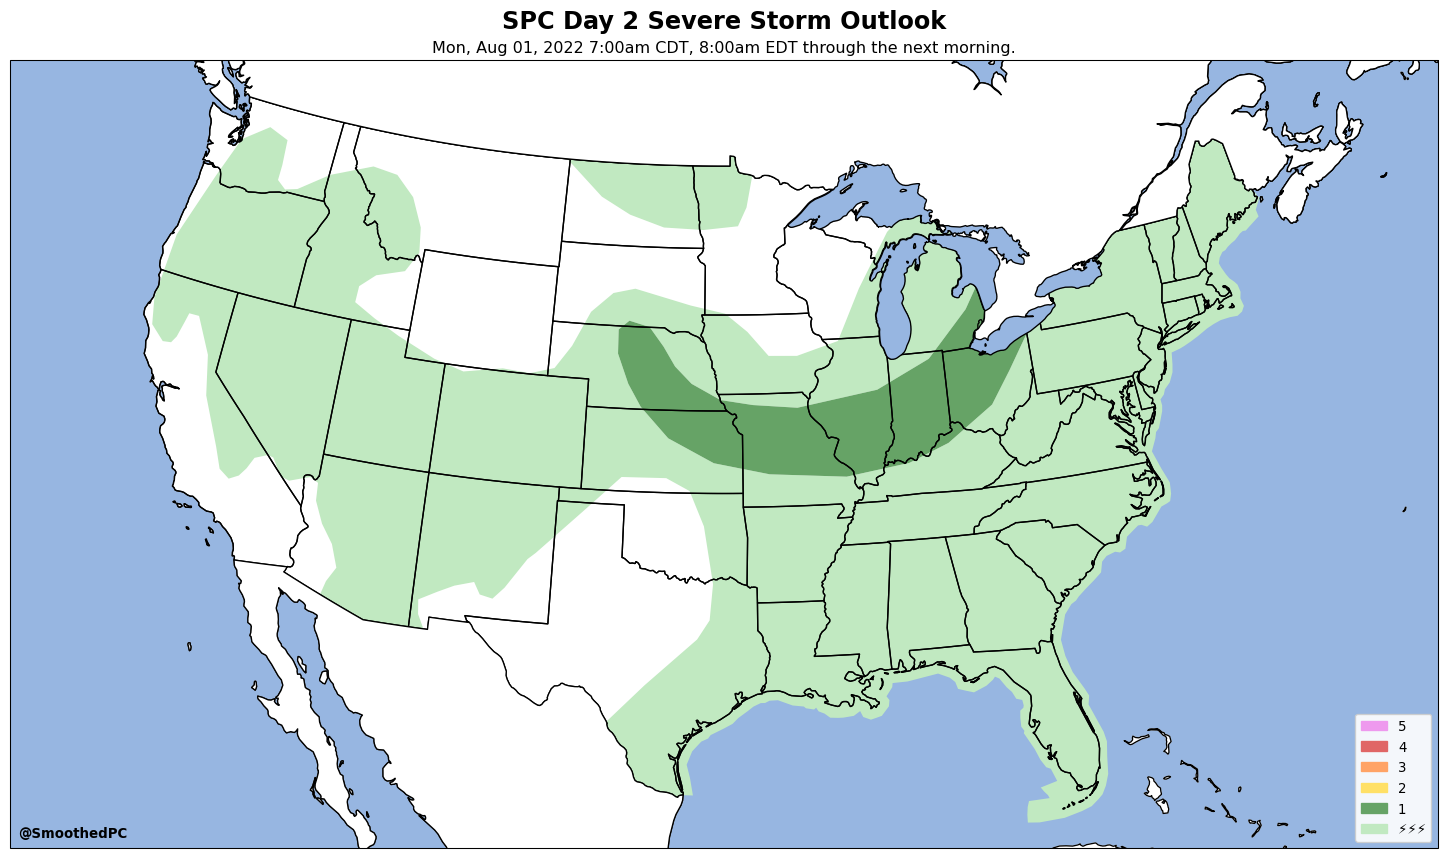 SPC Day 2 Severe Storm Outlook
Mon, Aug 01, 2022 7:00am CDT, 8:00am EDT through the next morning.
5
4
3
2
1
⚡⚡⚡
@SmoothedPC